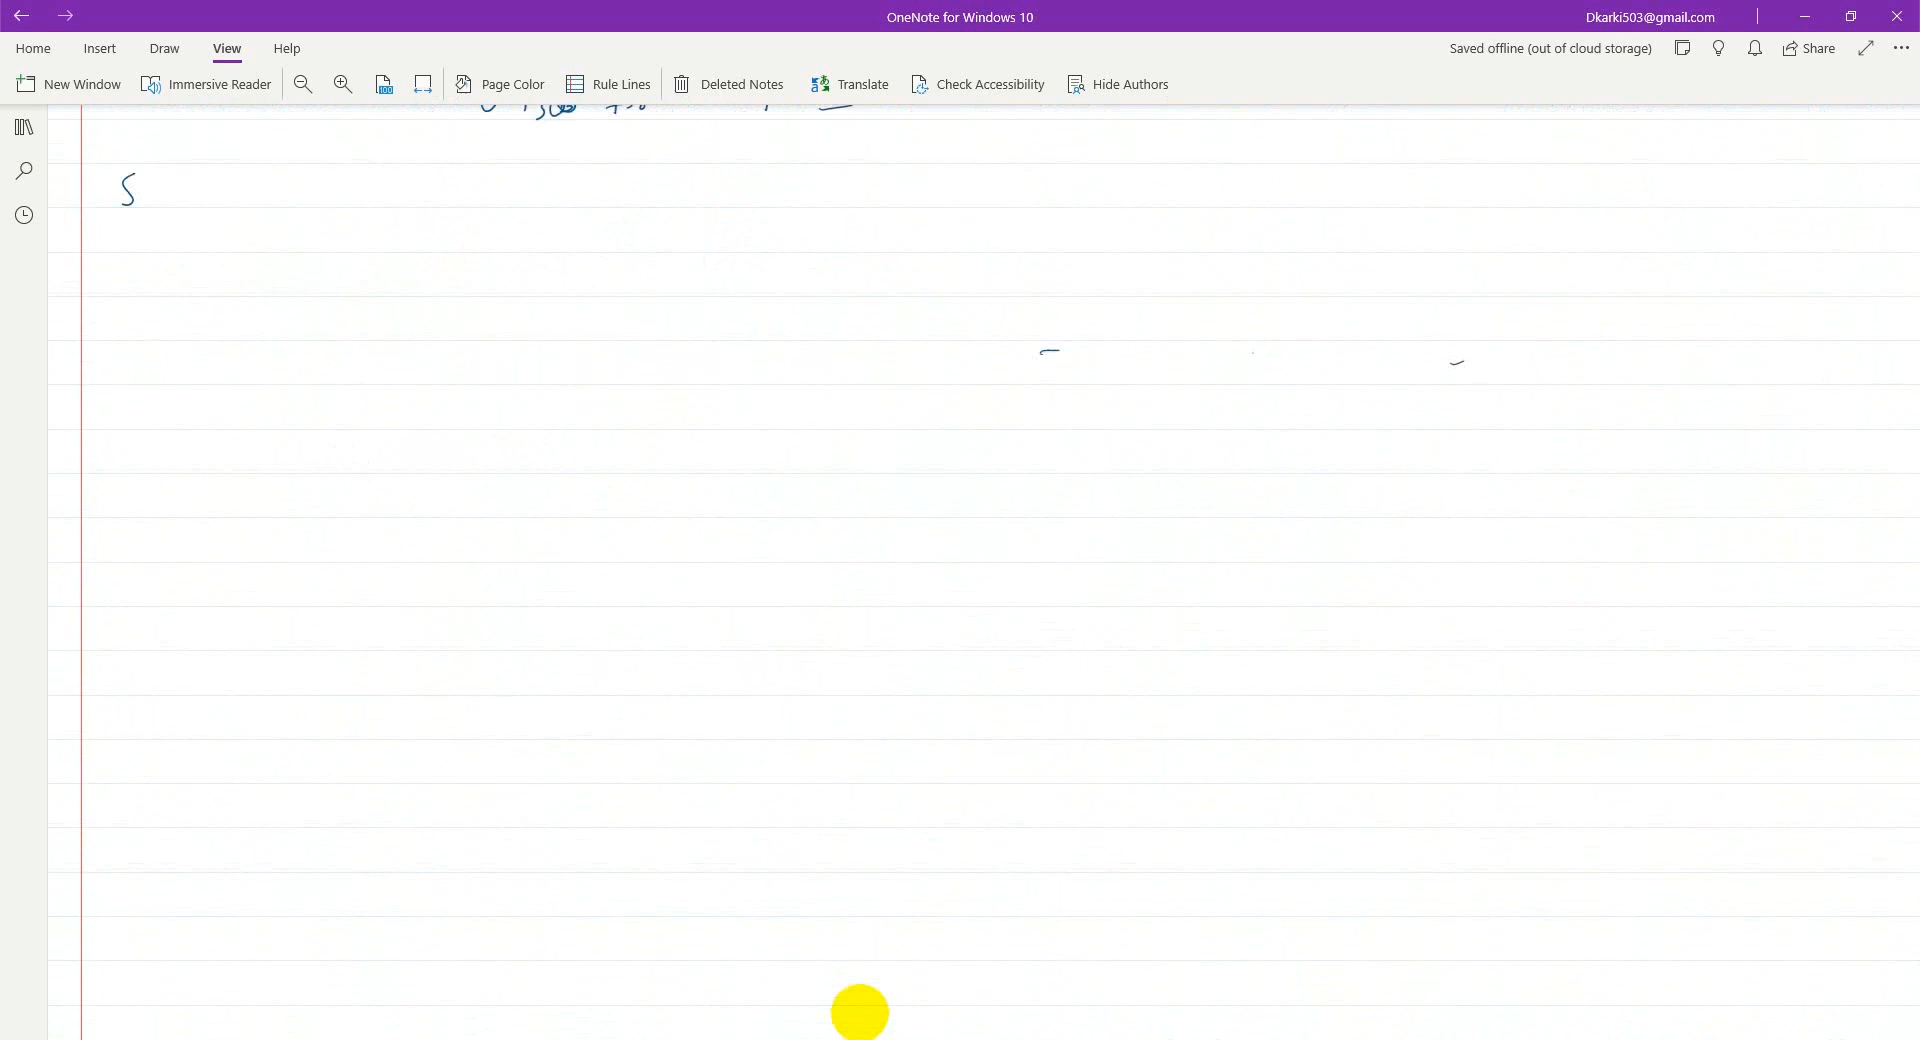 OneNote for Windows 10 Dkarki503@gmail.com
Home Insert Draw View Help Saved offline (out of cloud storage) Share
New Window Immersive Reader 100 Page Color Rule Lines Deleted Notes Translate Check Accessibility Hide Authors
S